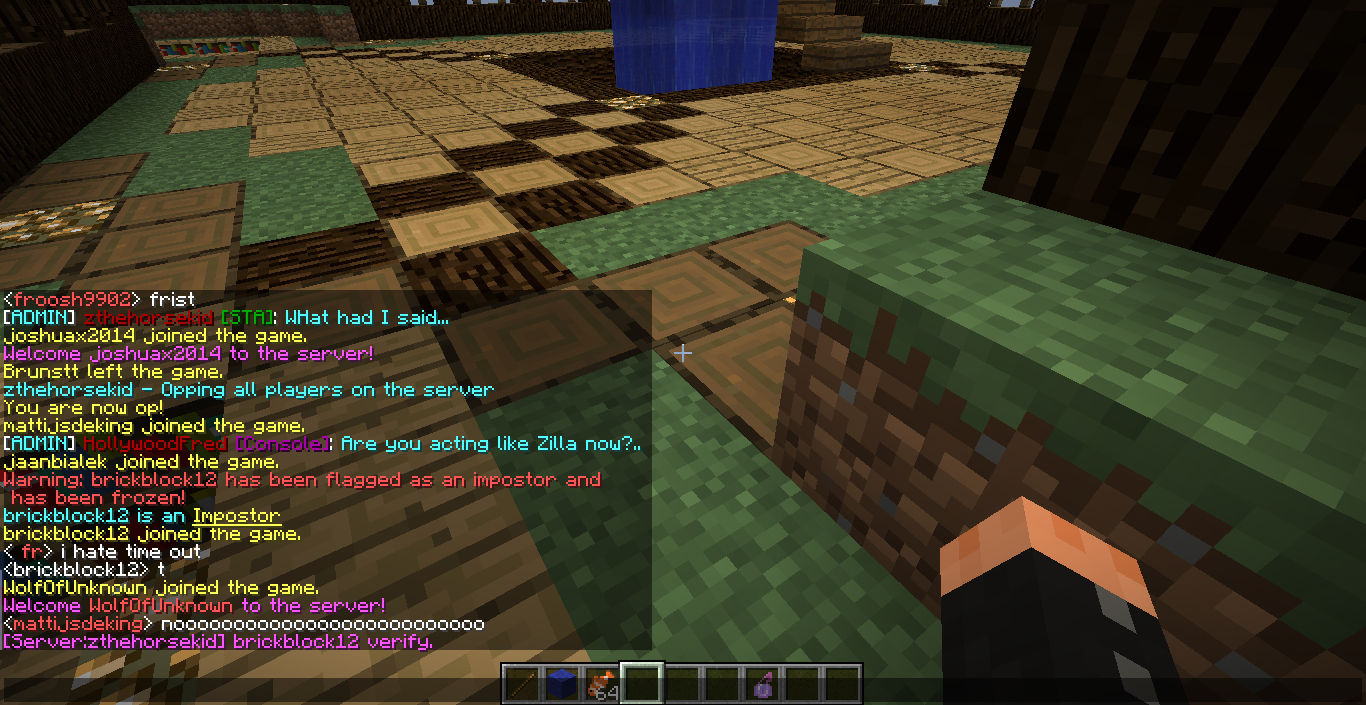 <froosh9902> frist
[ADMIN] zthehorsekid [STA]: WHat had I said...
joshuax2014 joined the game.
Welcome joshuax2014 to the server!
Brunstt left the game.
zthehorsekid - Opping all players on the server
You are now op!
mattijsdeking joined the game.
[ADMIN] HollywoodFred [Console]: Are you acting like Zilla now?..
jaanbialek joined the game.
Warning: brickblock12 has been flagged as an impostor and
has been frozen!
brickblock12 is an Impostor
brickblock12 joined the game.
< fr> i hate time out
<brickblock12> t
WolfOfUnknown joined the game.
Welcome WolfOfUnknown to the server!
<mattijsdeking> noooooooooooooooooooooooooo
[Server:zthehorsekid] brickblock12 verify.
64